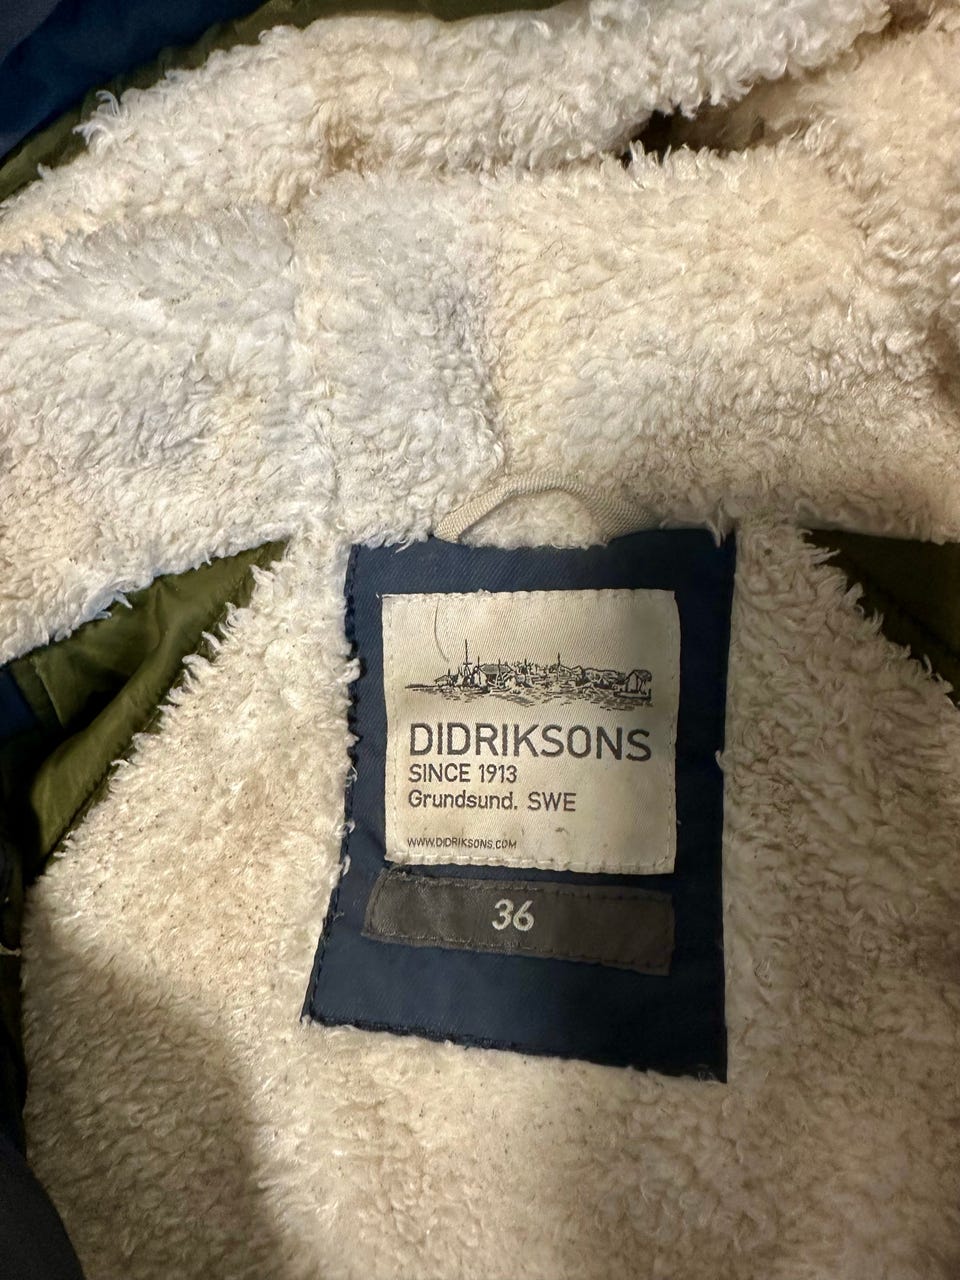 DIDRIKSONS
SINCE 1913
Grundsund. SWE
WWW.DIDRIKSONS.COM
36